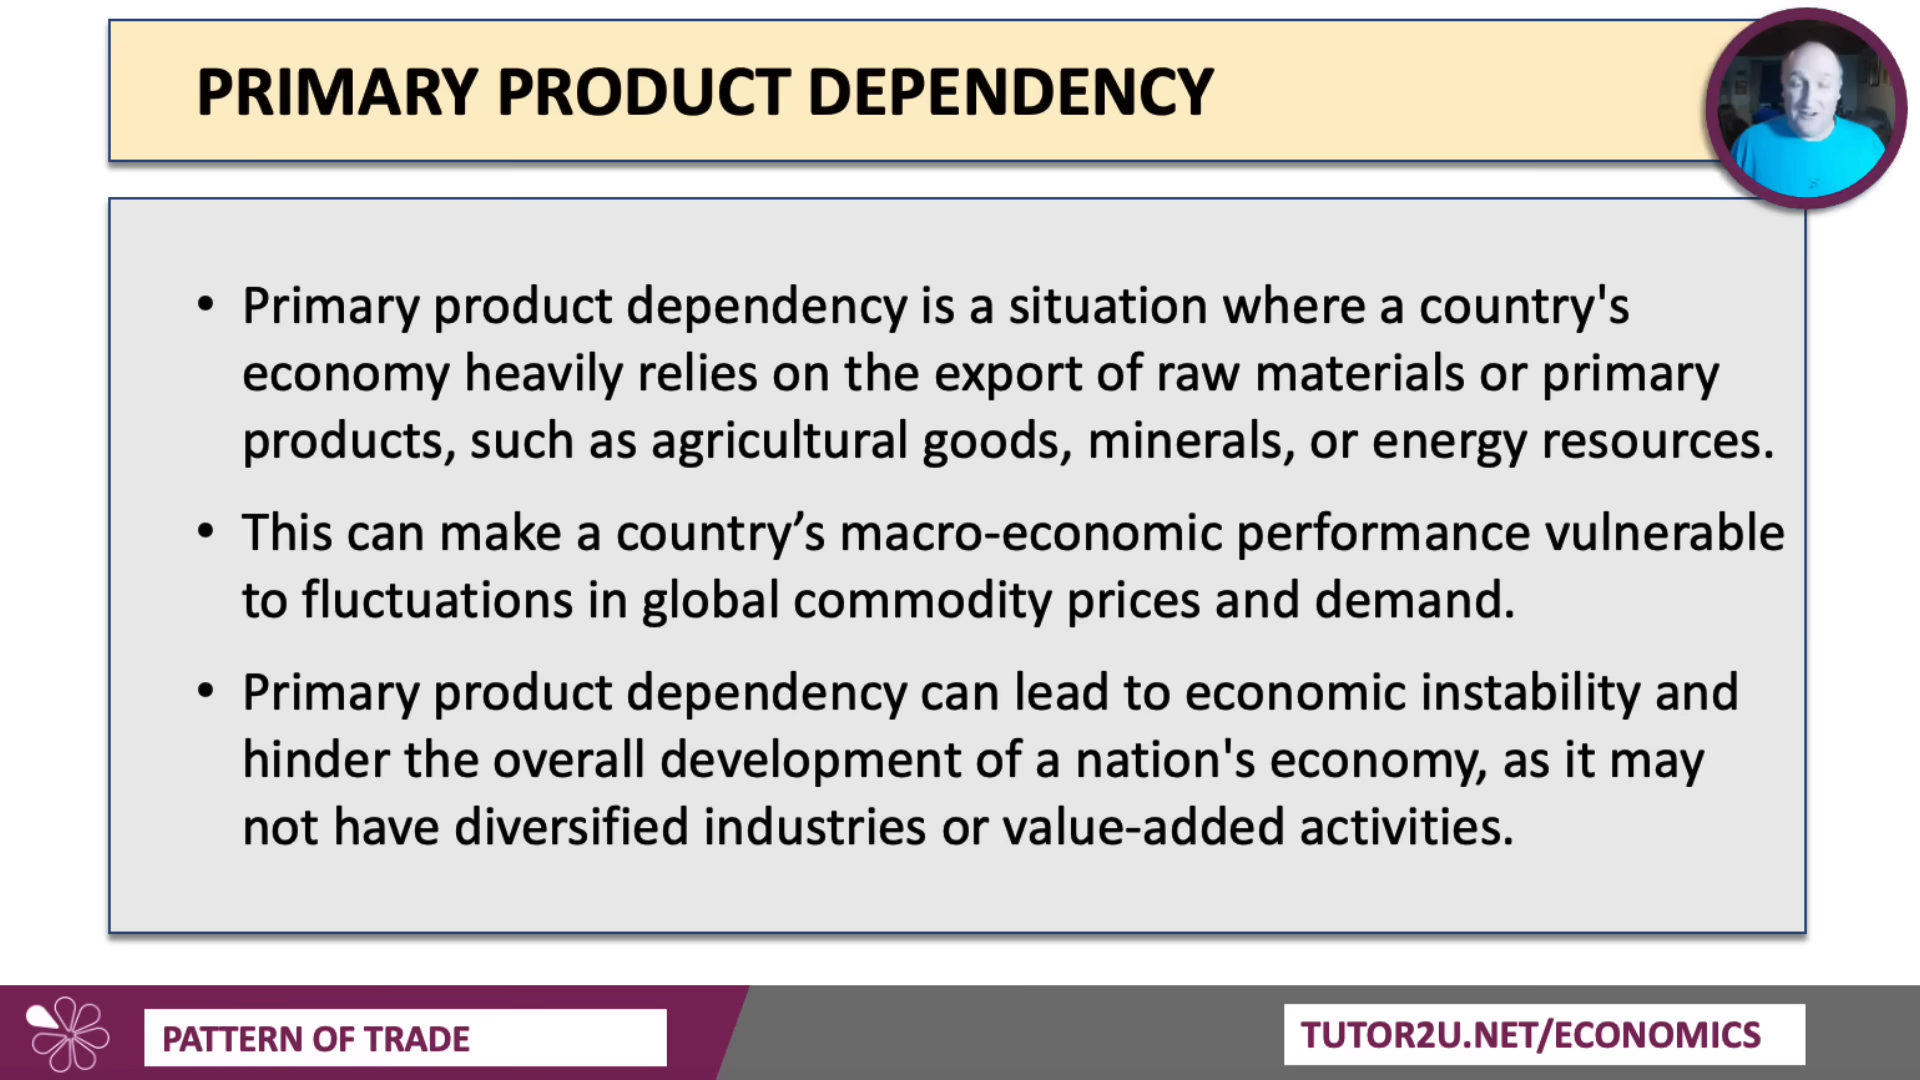 PRIMARY PRODUCT DEPENDENCY
• Primary product dependency is a situation where a country's
economy heavily relies on the export of raw materials or primary
products, such as agricultural goods, minerals, or energy resources.
• This can make a country’s macro-economic performance vulnerable
to fluctuations in global commodity prices and demand.
• Primary product dependency can lead to economic instability and
hinder the overall development of a nation's economy, as it may
not have diversified industries or value-added activities.
PATTERN OF TRADE
TUTOR2U.NET/ECONOMICS